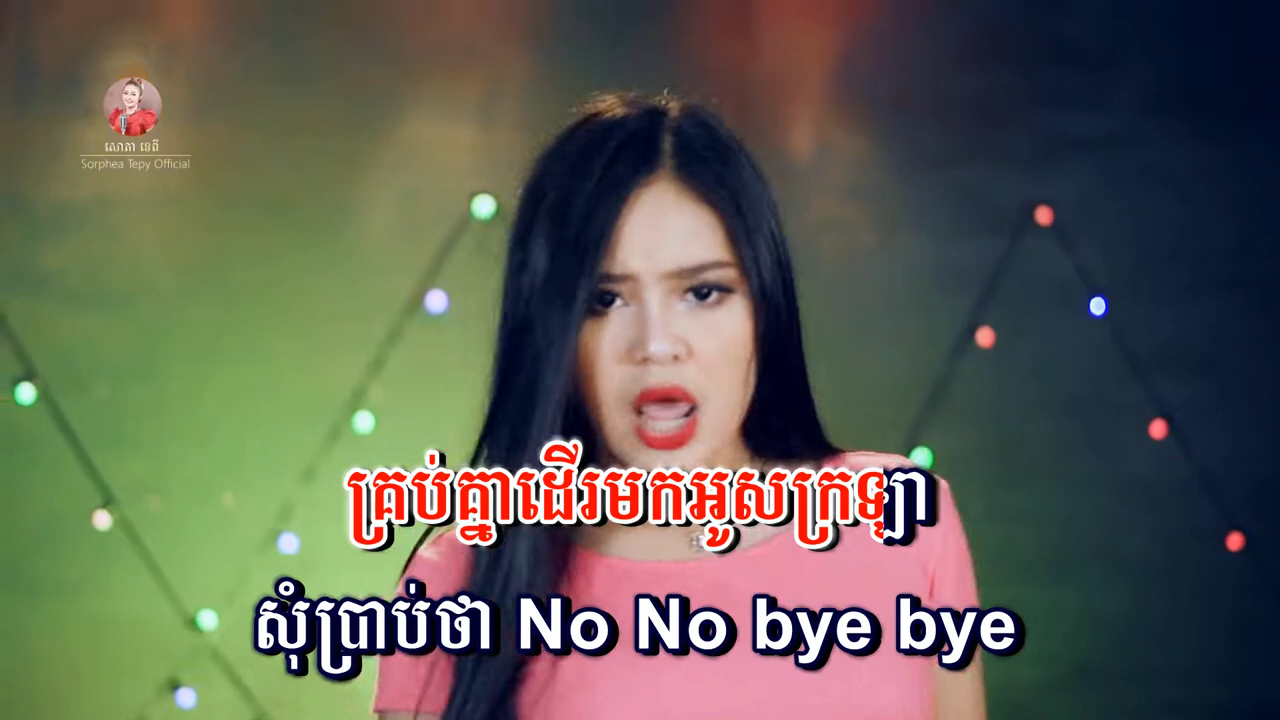 សោភា ទេពី
Sorphea Tepy Official
គ្រប់គ្នាដើរមកអូសក្រឡា
សុំប្រាប់ថា No No bye bye